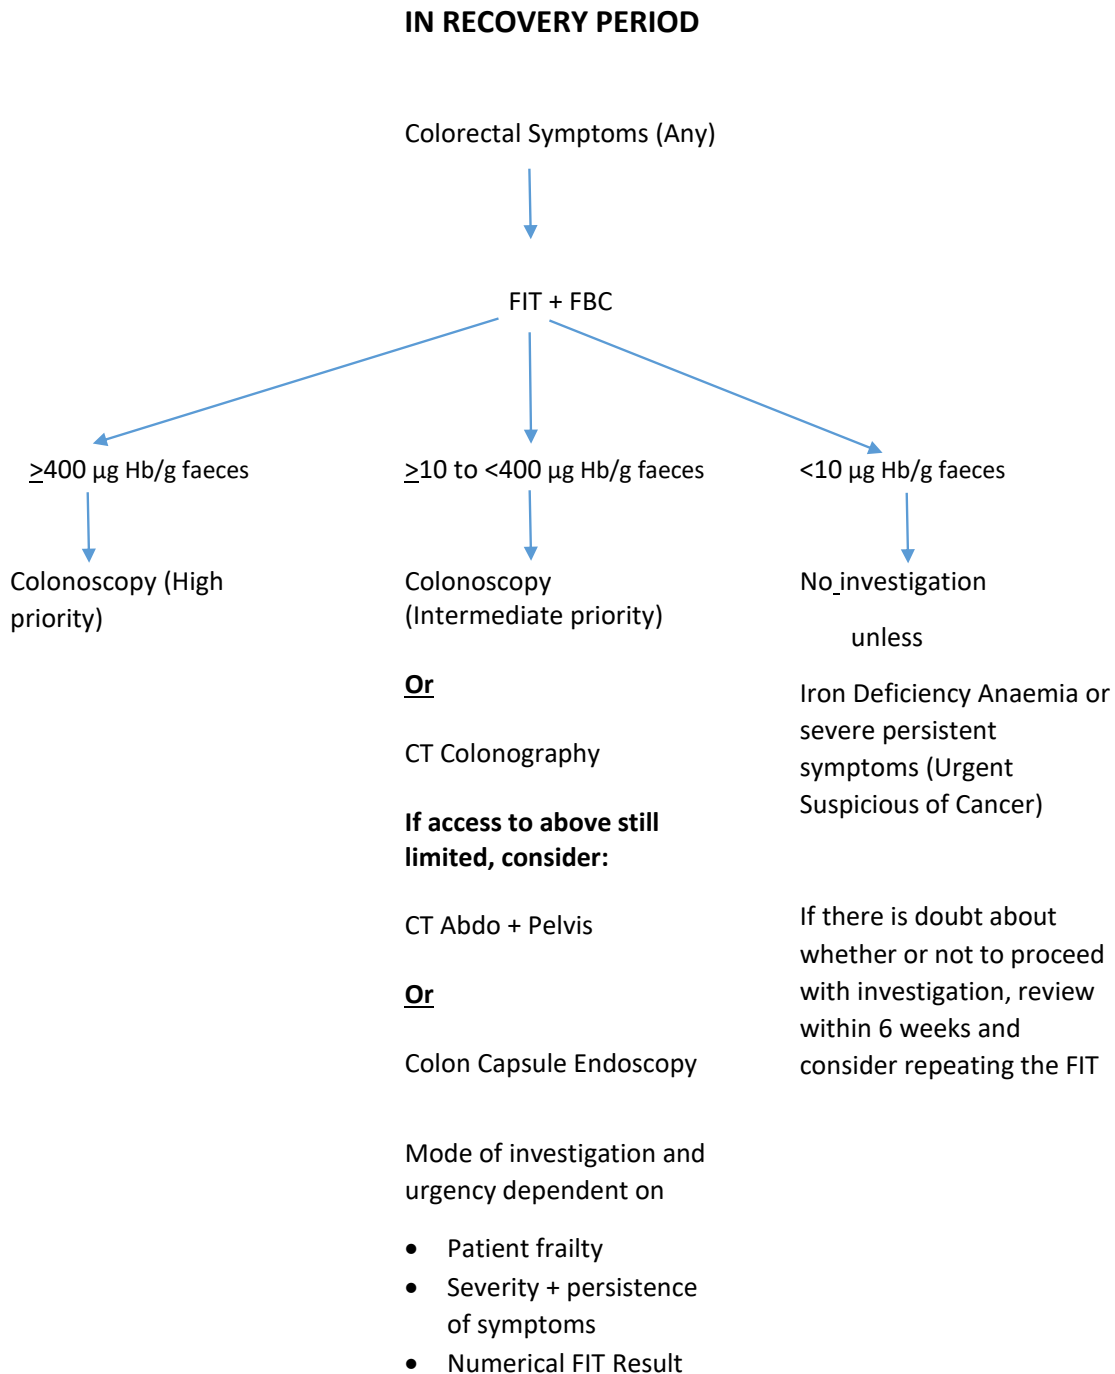 IN RECOVERY PERIOD
Colorectal Symptoms (Any)
FIT + FBC
≥400 µg Hb/g faeces
Colonoscopy (High
priority)
≥10 to <400 µg Hb/g faeces
Colonoscopy
(Intermediate priority)
Or
CT Colonography
If access to above still
limited, consider:
CT Abdo + Pelvis
Or
Colon Capsule Endoscopy
Mode of investigation and
urgency dependent on
• Patient frailty
• Severity + persistence
of symptoms
• Numerical FIT Result
<10 µg Hb/g faeces
No investigation
unless
Iron Deficiency Anaemia or
severe persistent
symptoms (Urgent
Suspicious of Cancer)
If there is doubt about
whether or not to proceed
with investigation, review
within 6 weeks and
consider repeating the FIT